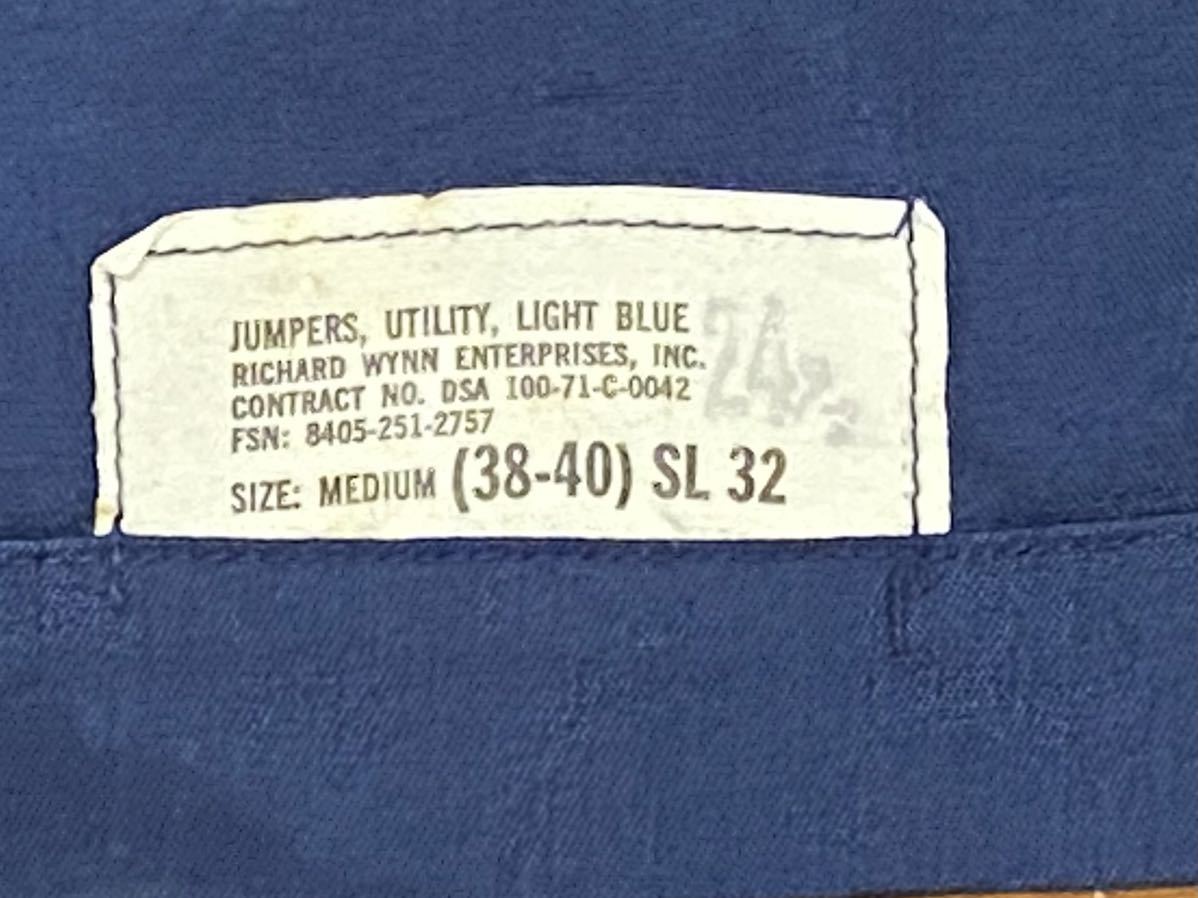 JUMPERS, UTILITY, LIGHT BLUE
RICHARD WYNN ENTERPRISES, INC.
CONTRACT NO. DSA 100-71-C-0042
FSN: 8405-251-2757
SIZE: MEDIUM (38-40) SL 32